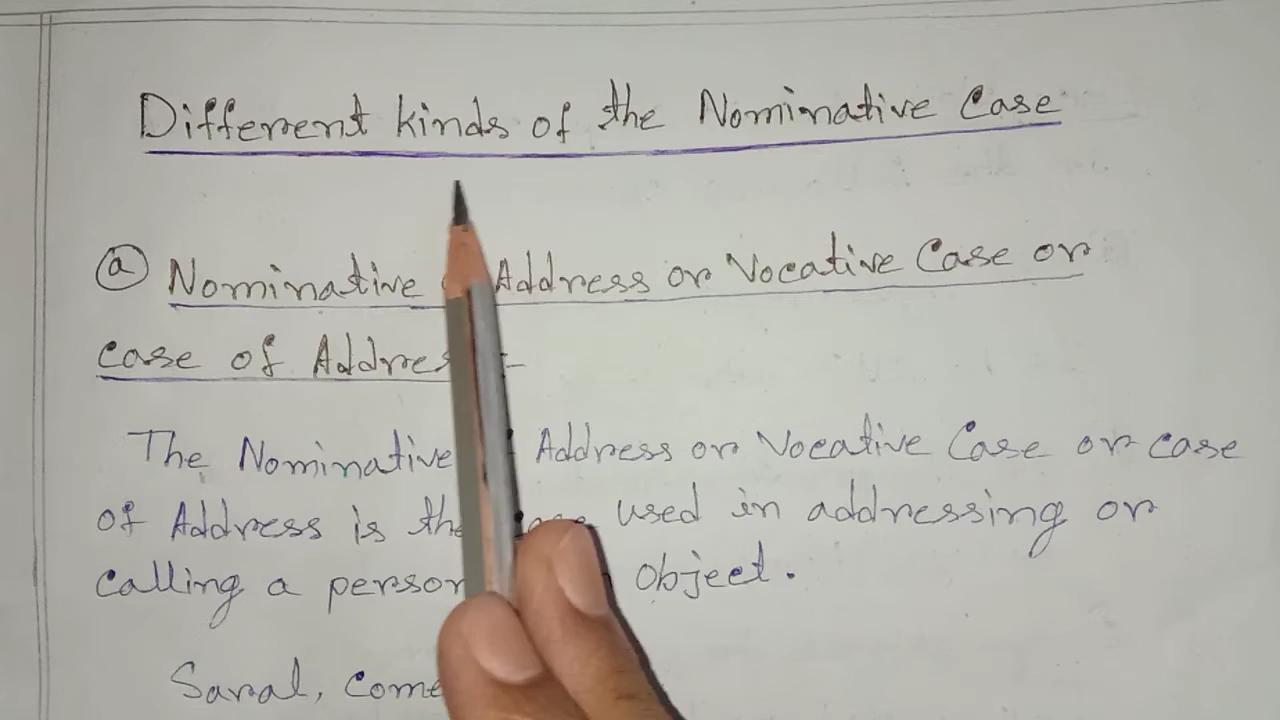 Different kinds of the Nominative Case
(a) Nominative Address or Vocative Case or
case of Addres -
The Nominative Address or Vocative Case or case
of Address is the used in addressing or
calling a person object.
Saral, Come